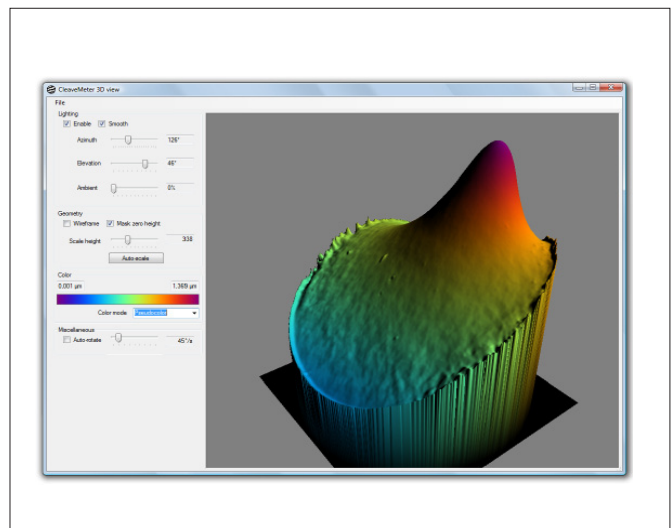 CleaveMeter 3D view
File
Lighting
Enable Smooth
Azimuth 126°
Elevation 46°
Ambient 0%
Geometry
Wireframe Mask zero height
Scale height 338
Auto-scale
Color
0.001 µm 1.369 µm
Color mode Pseudocolor
Miscellaneous
Auto-rotate 45°/s